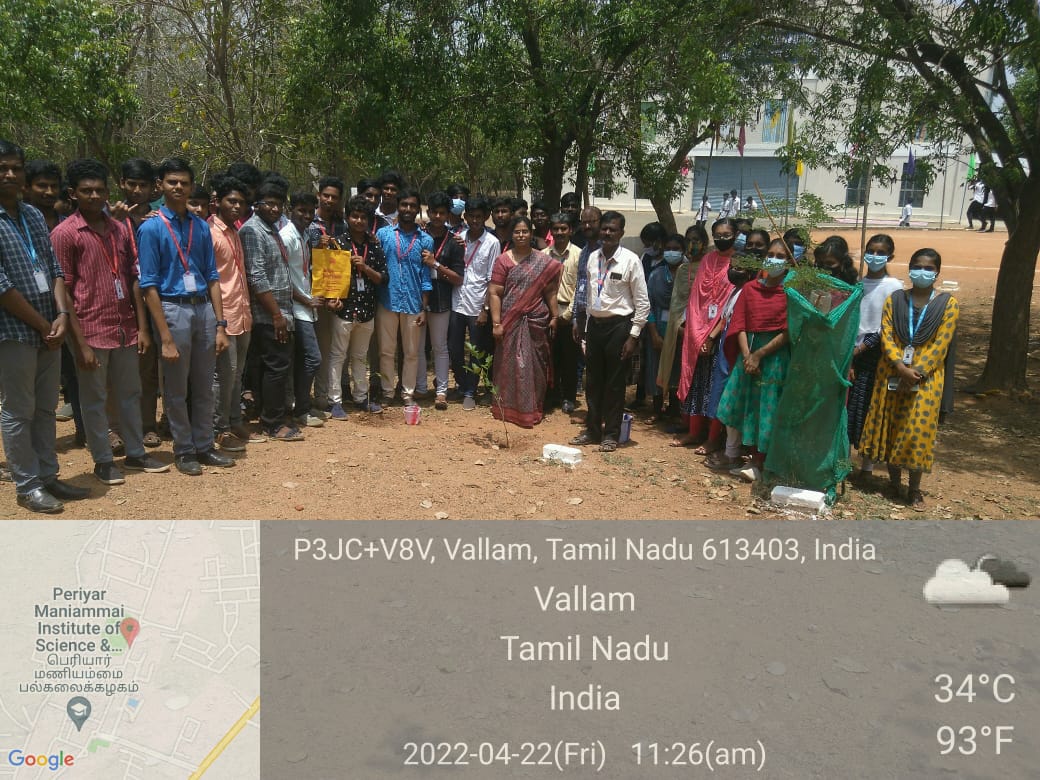 P3JC+V8V, Vallam, Tamil Nadu 613403, India
Vallam
Tamil Nadu
India
2022-04-22(Fri) 11:26(am)
34°C
93°F
Periyar
Maniammai
Institute of
Science &...
பெரியார்
மணியம்மை
பல்கலைக்கழகம்
Google